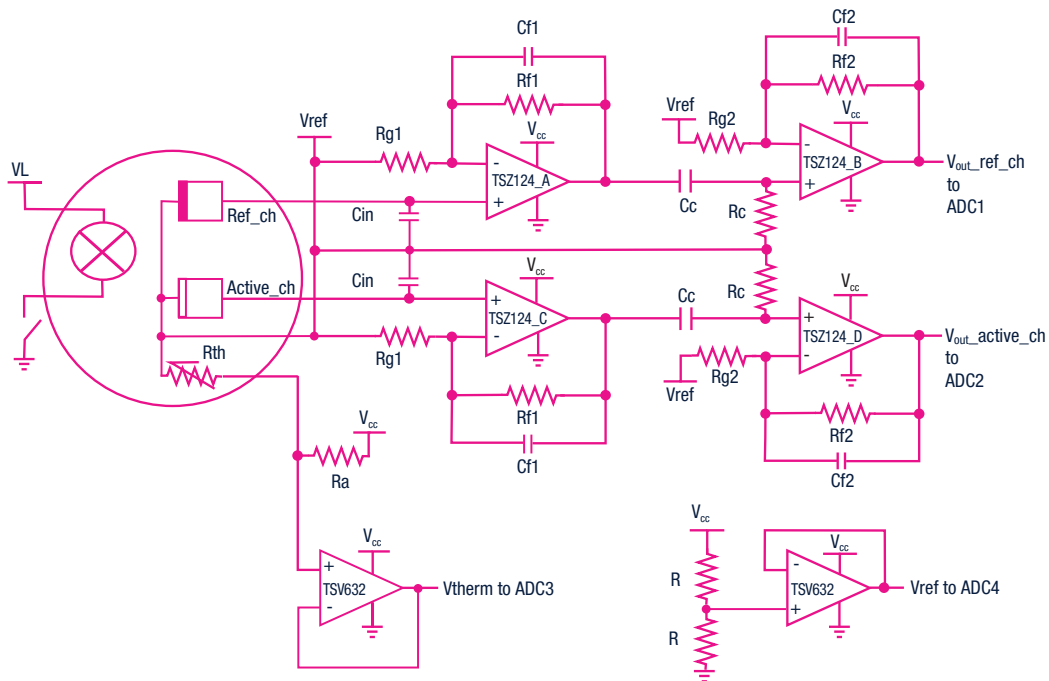 Cf1
Rf1
Vcc
Vref
Rg1
TSZ124_A
-
+
Cf2
Rf2
Vcc
Vref
Rg2
TSZ124_B
-
+
Vout_ref_ch
to
ADC1
VL
Ref_ch
Cin
Cc
Rc
Active_ch
Cin
Vcc
+
-
TSZ124_C
Rg1
Rf1
Cf1
Cc
Rc
Vcc
+
-
TSZ124_D
Rg2
Vref
Rf2
Cf2
Vout_active_ch
to
ADC2
Rth
Vcc
Ra
Vcc
+
-
TSV632
Vtherm to ADC3
Vcc
R
R
Vcc
-
+
TSV632
Vref to ADC4